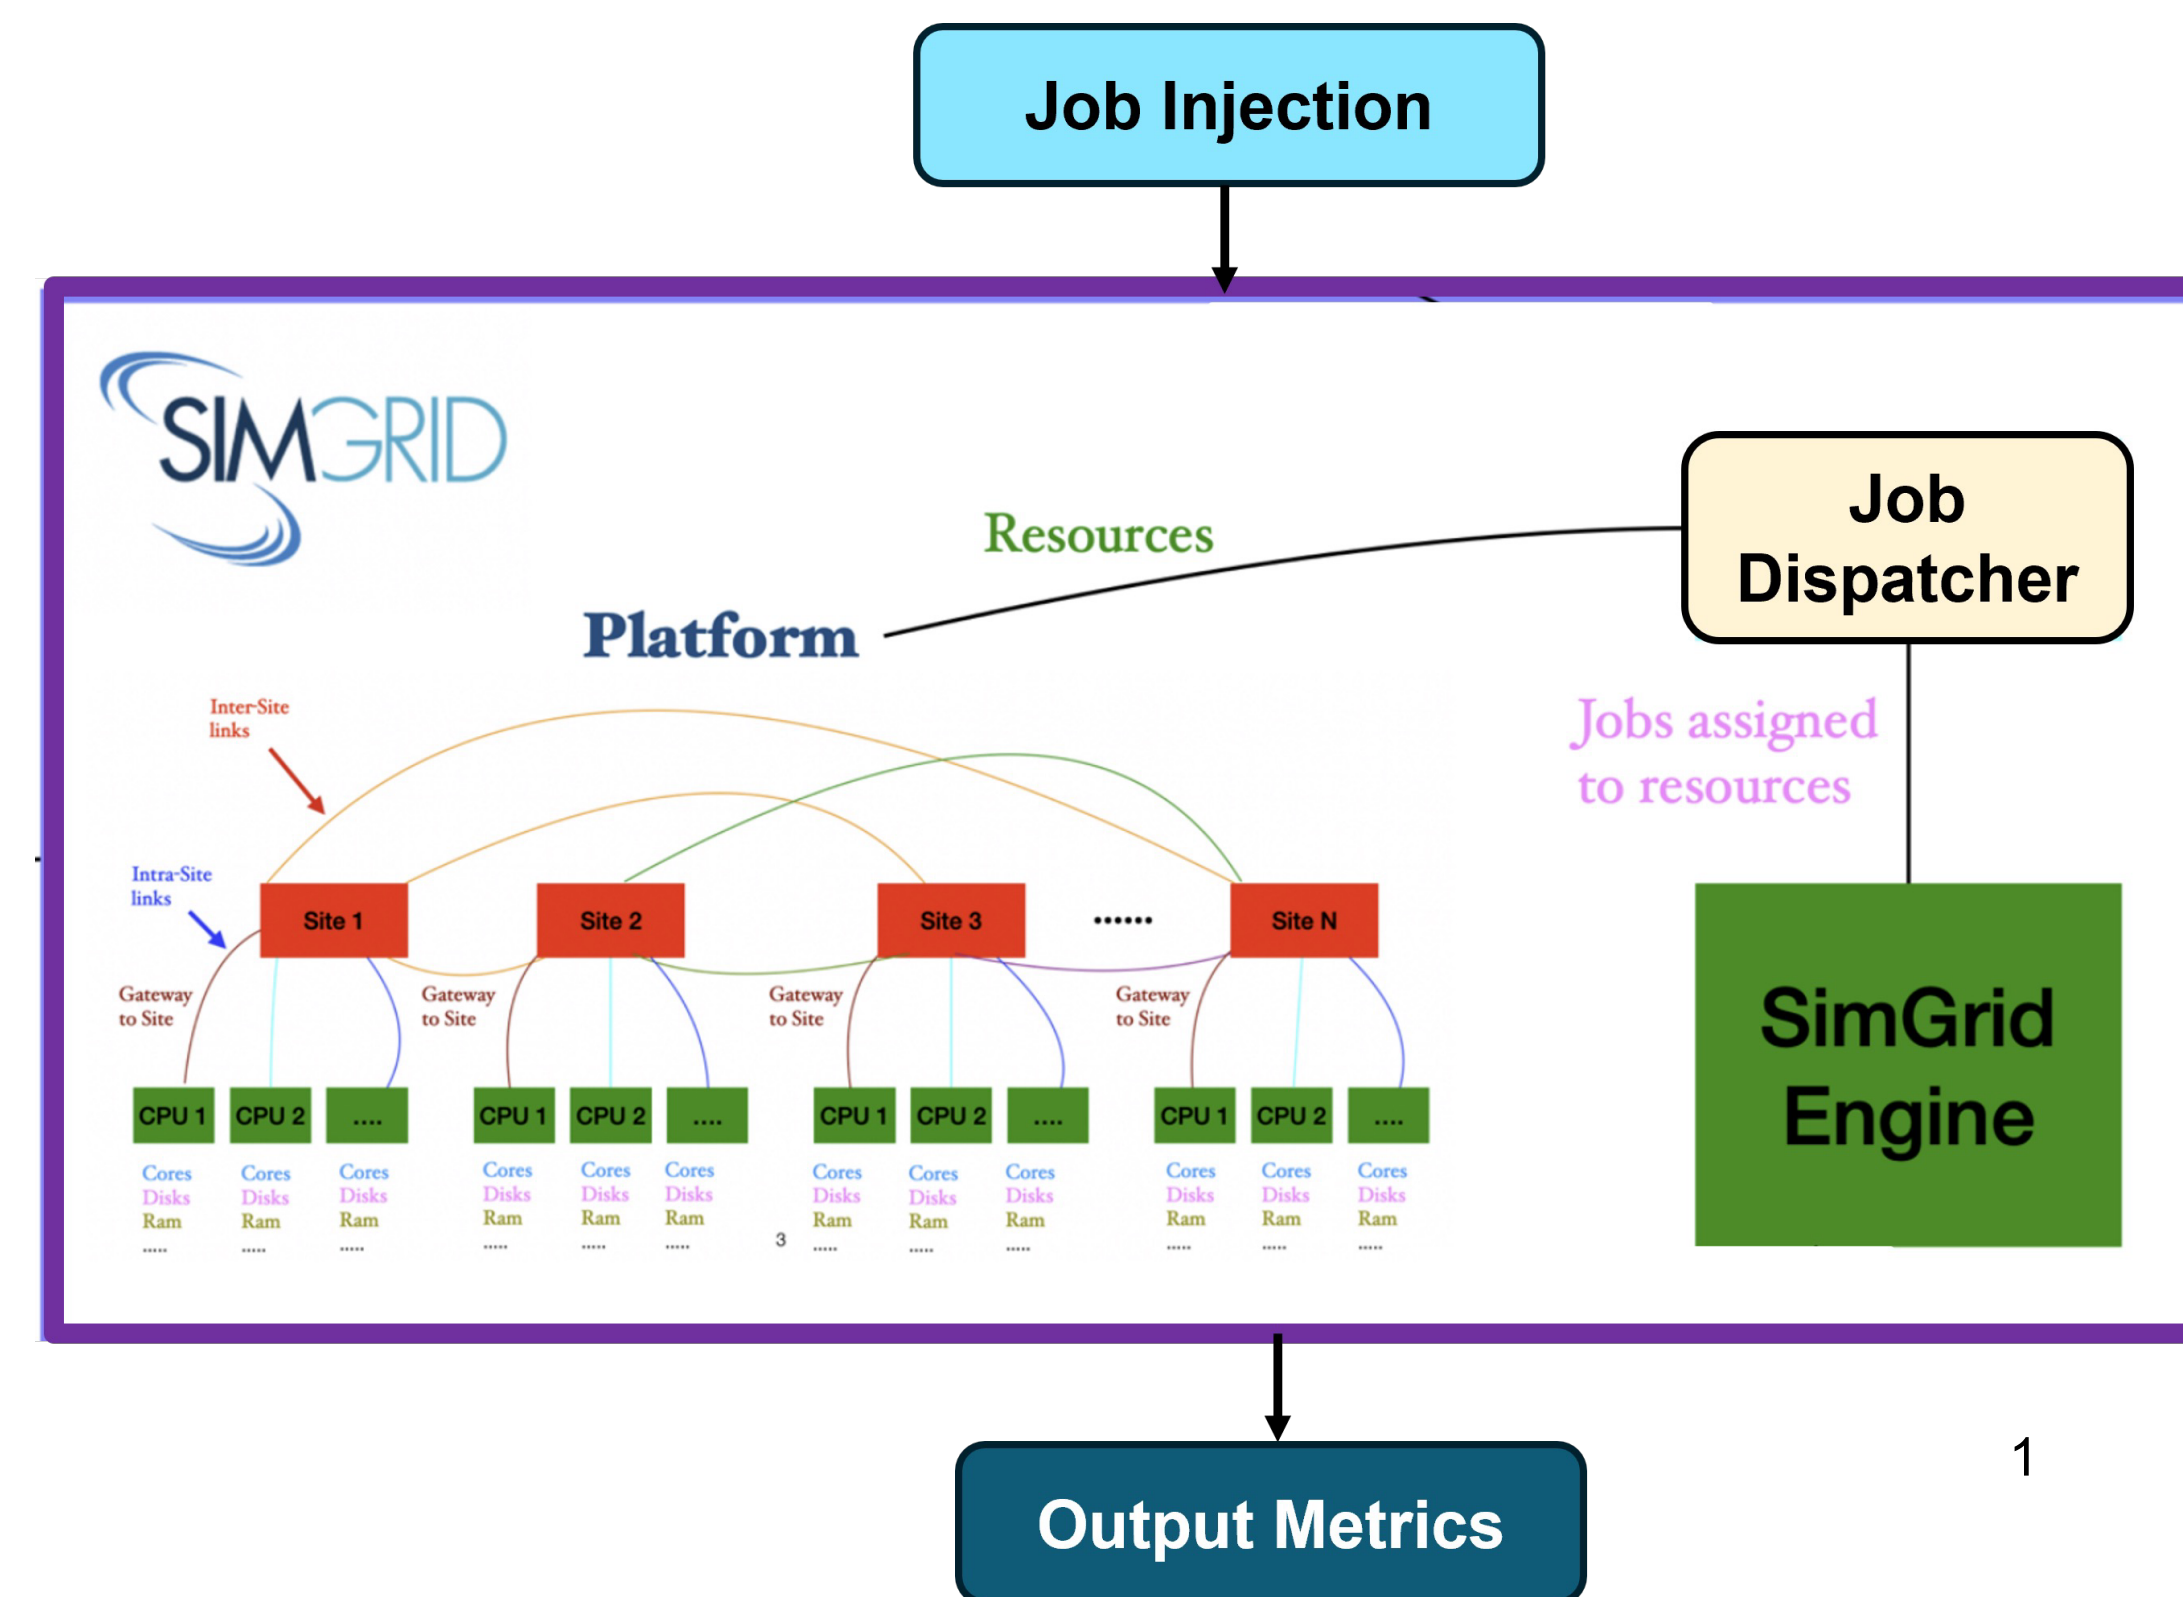 Job Injection
SIMGRID
Job
Dispatcher
Resources
Platform
Inter-Site
links
Jobs assigned
to resources
Intra-Site
links
Site 1
Site 2
Site 3
......
Site N
Gateway
to Site
Gateway
to Site
Gateway
to Site
Gateway
to Site
SimGrid
Engine
CPU 1 CPU 2 ....
CPU 1 CPU 2 ....
CPU 1 CPU 2 ....
CPU 1 CPU 2 ....
Cores Cores Cores
Disks Disks Disks
Ram Ram Ram
..... ..... .....
Cores Cores Cores
Disks Disks Disks
Ram Ram Ram
..... ..... .....
3
Cores Cores Cores
Disks Disks Disks
Ram Ram Ram
..... ..... .....
Cores Cores Cores
Disks Disks Disks
Ram Ram Ram
..... ..... .....
1
Output Metrics